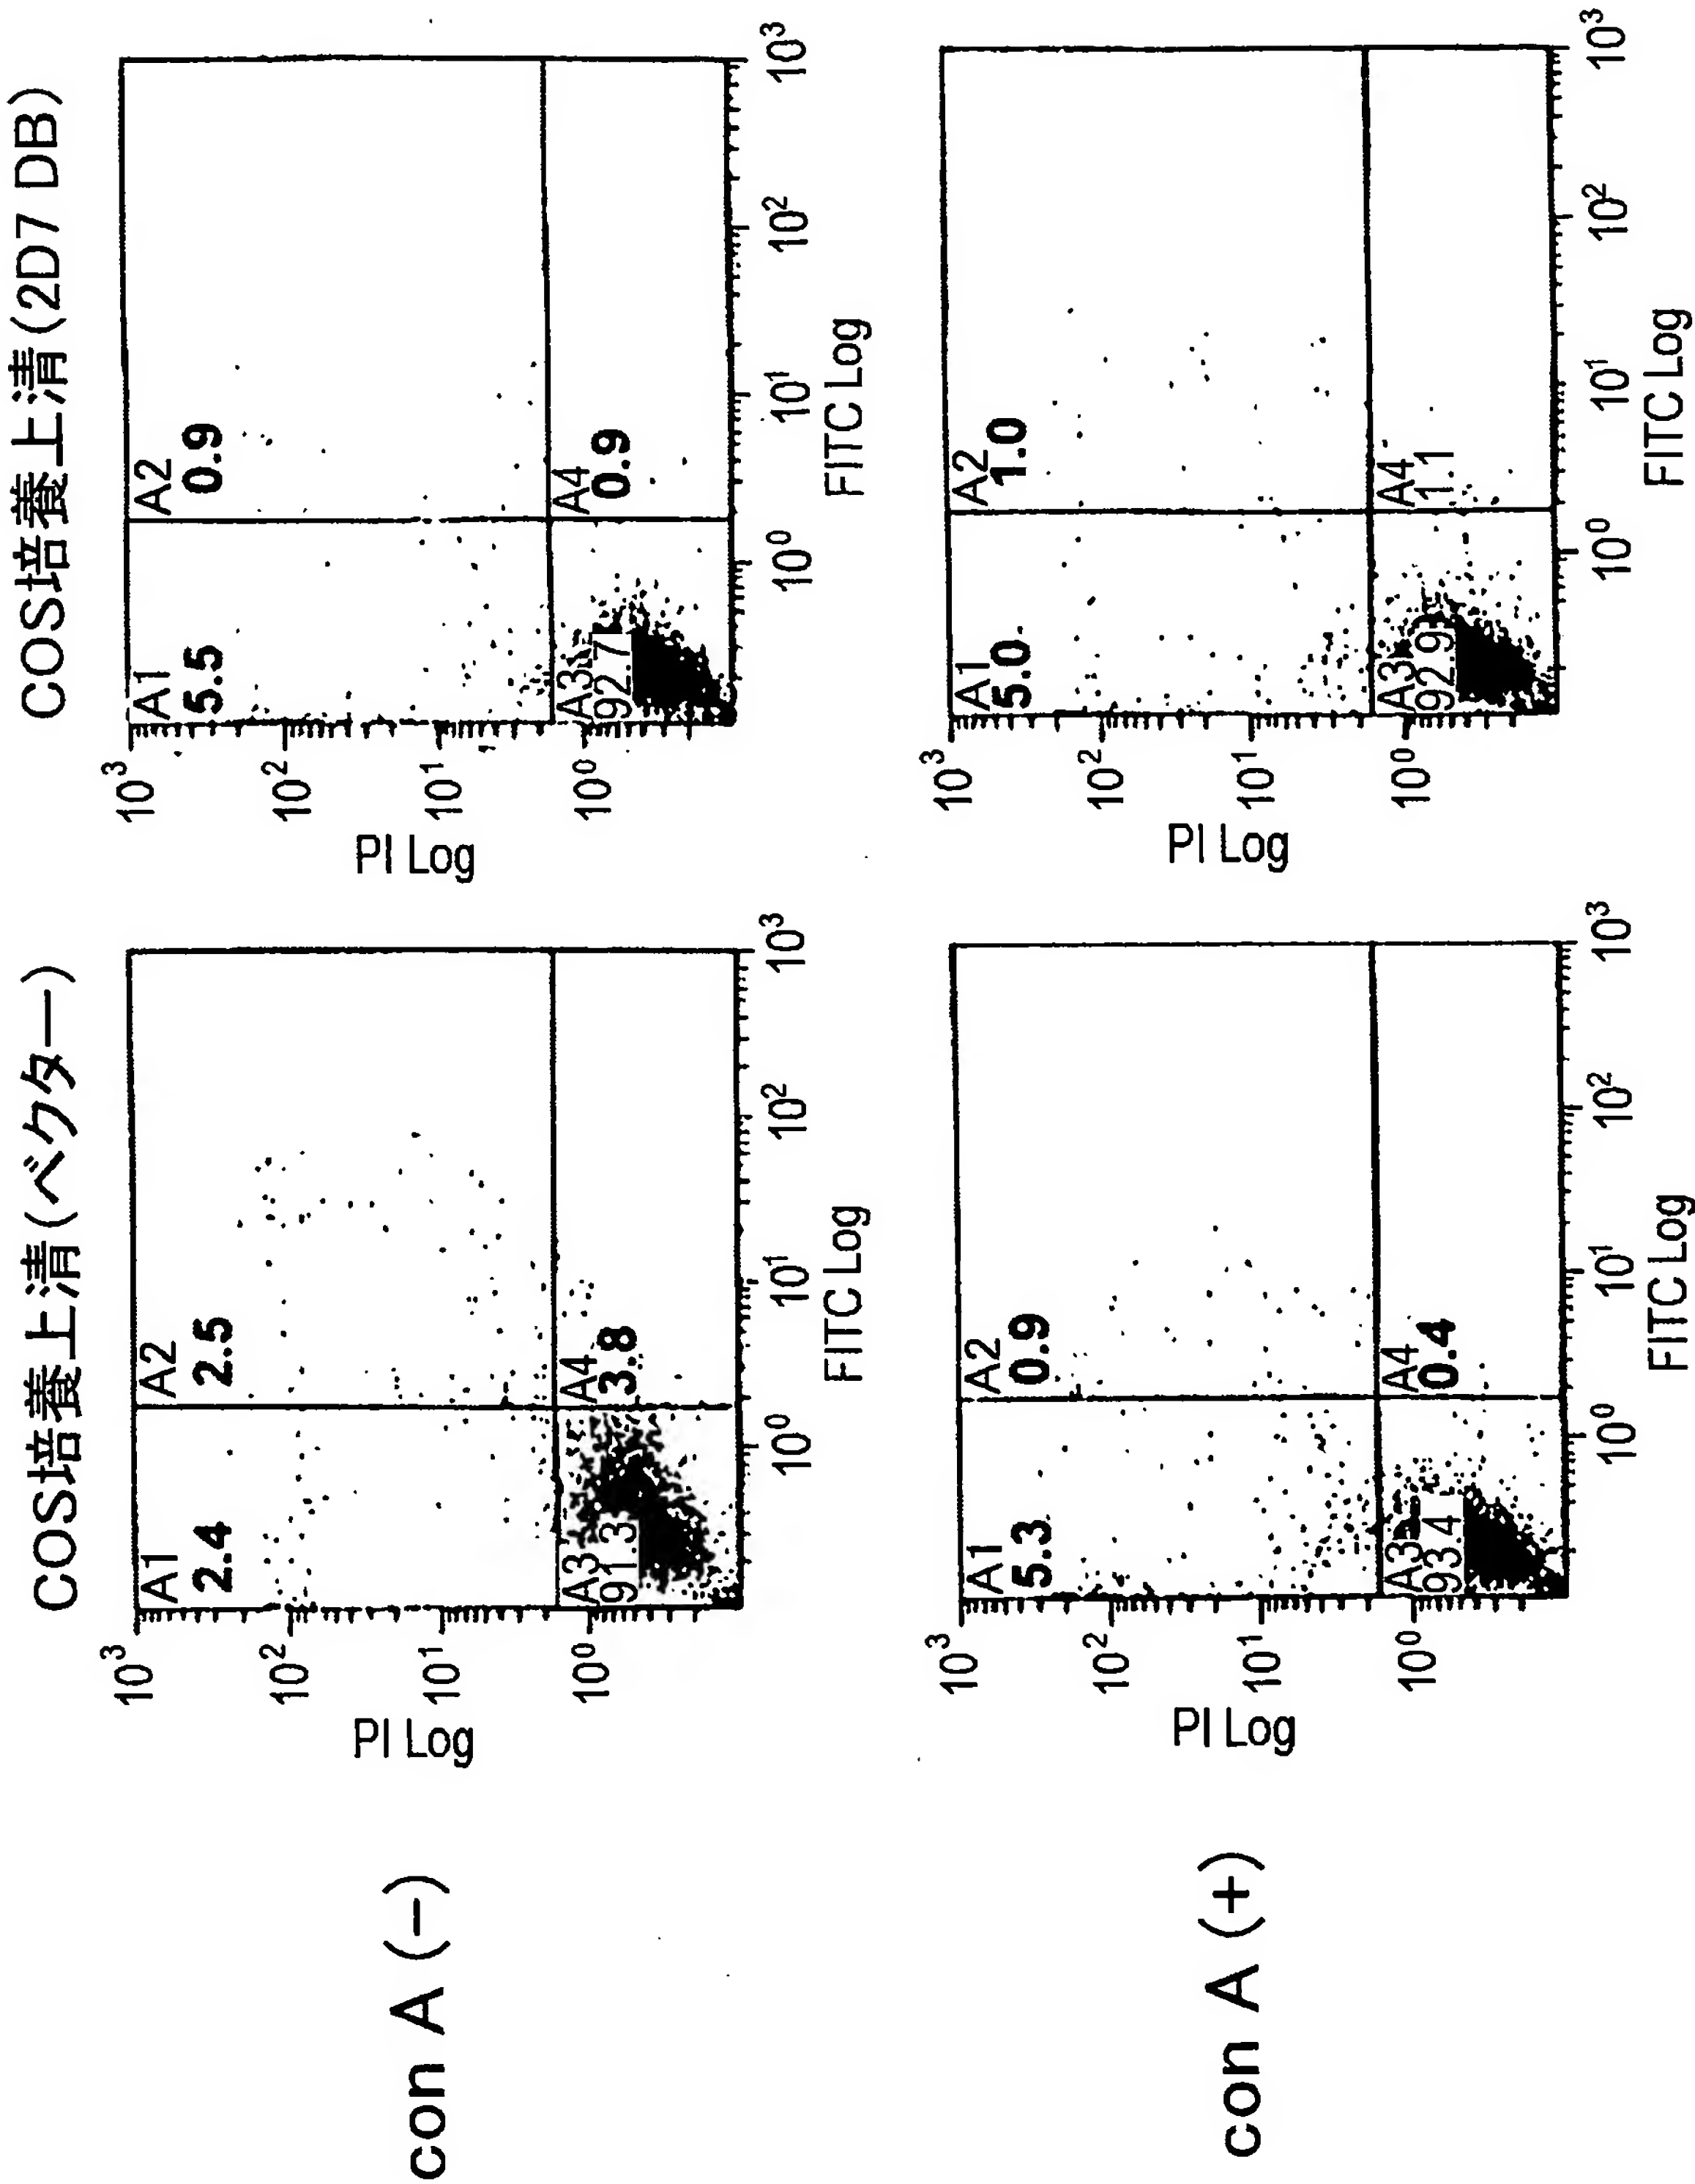 COS培養上清(ベクター)
COS培養上清(2D7 DB)
con A (−)
PI Log
10³
10²
10¹
10⁰
A1
2.4
A2
2.5
A3
91.3
A4
3.8
10⁰
10¹
10²
10³
FITC Log
PI Log
10³
10²
10¹
10⁰
A1
5.5
A2
0.9
A3
92.7
A4
0.9
10⁰
10¹
10²
10³
FITC Log
con A (+)
PI Log
10³
10²
10¹
10⁰
A1
5.3
A2
0.9
A3
93.4
A4
0.4
10⁰
10¹
10²
10³
FITC Log
PI Log
10³
10²
10¹
10⁰
A1
5.0
A2
1.0
A3
92.9
A4
1.1
10⁰
10¹
10²
10³
FITC Log